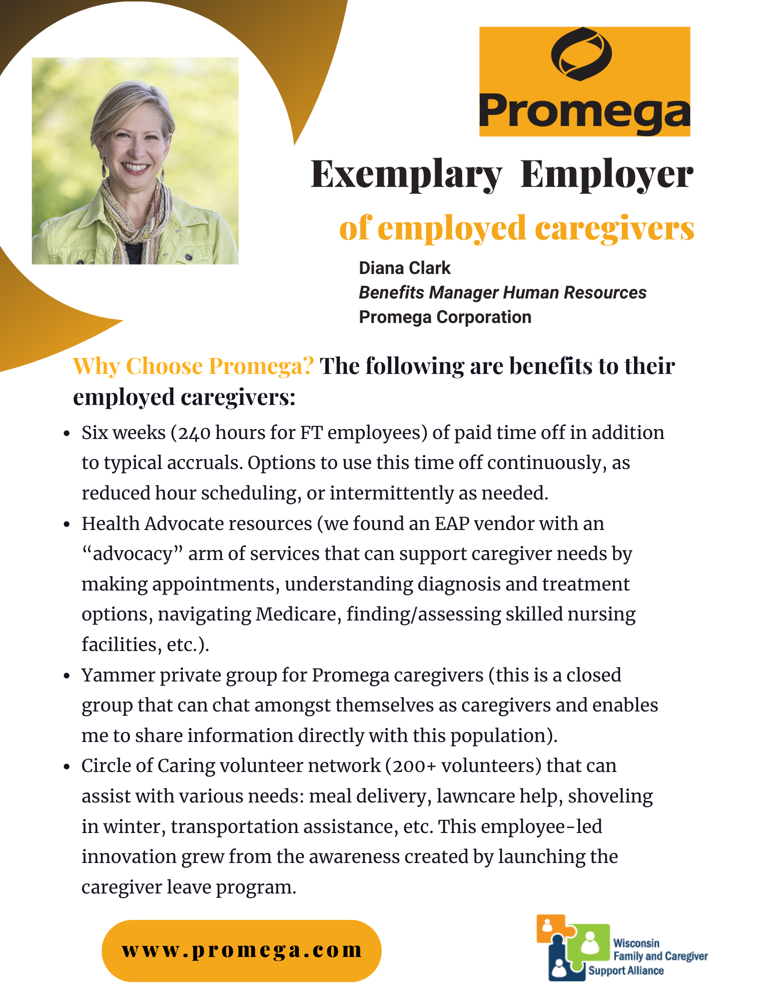 Promega
Exemplary Employer
of employed caregivers
Diana Clark
Benefits Manager Human Resources
Promega Corporation
Why Choose Promega? The following are benefits to their
employed caregivers:
• Six weeks (240 hours for FT employees) of paid time off in addition
to typical accruals. Options to use this time off continuously, as
reduced hour scheduling, or intermittently as needed.
• Health Advocate resources (we found an EAP vendor with an
“advocacy” arm of services that can support caregiver needs by
making appointments, understanding diagnosis and treatment
options, navigating Medicare, finding/assessing skilled nursing
facilities, etc.).
• Yammer private group for Promega caregivers (this is a closed
group that can chat amongst themselves as caregivers and enables
me to share information directly with this population).
• Circle of Caring volunteer network (200+ volunteers) that can
assist with various needs: meal delivery, lawncare help, shoveling
in winter, transportation assistance, etc. This employee-led
innovation grew from the awareness created by launching the
caregiver leave program.
www.promega.com
Wisconsin
Family and Caregiver
Support Alliance